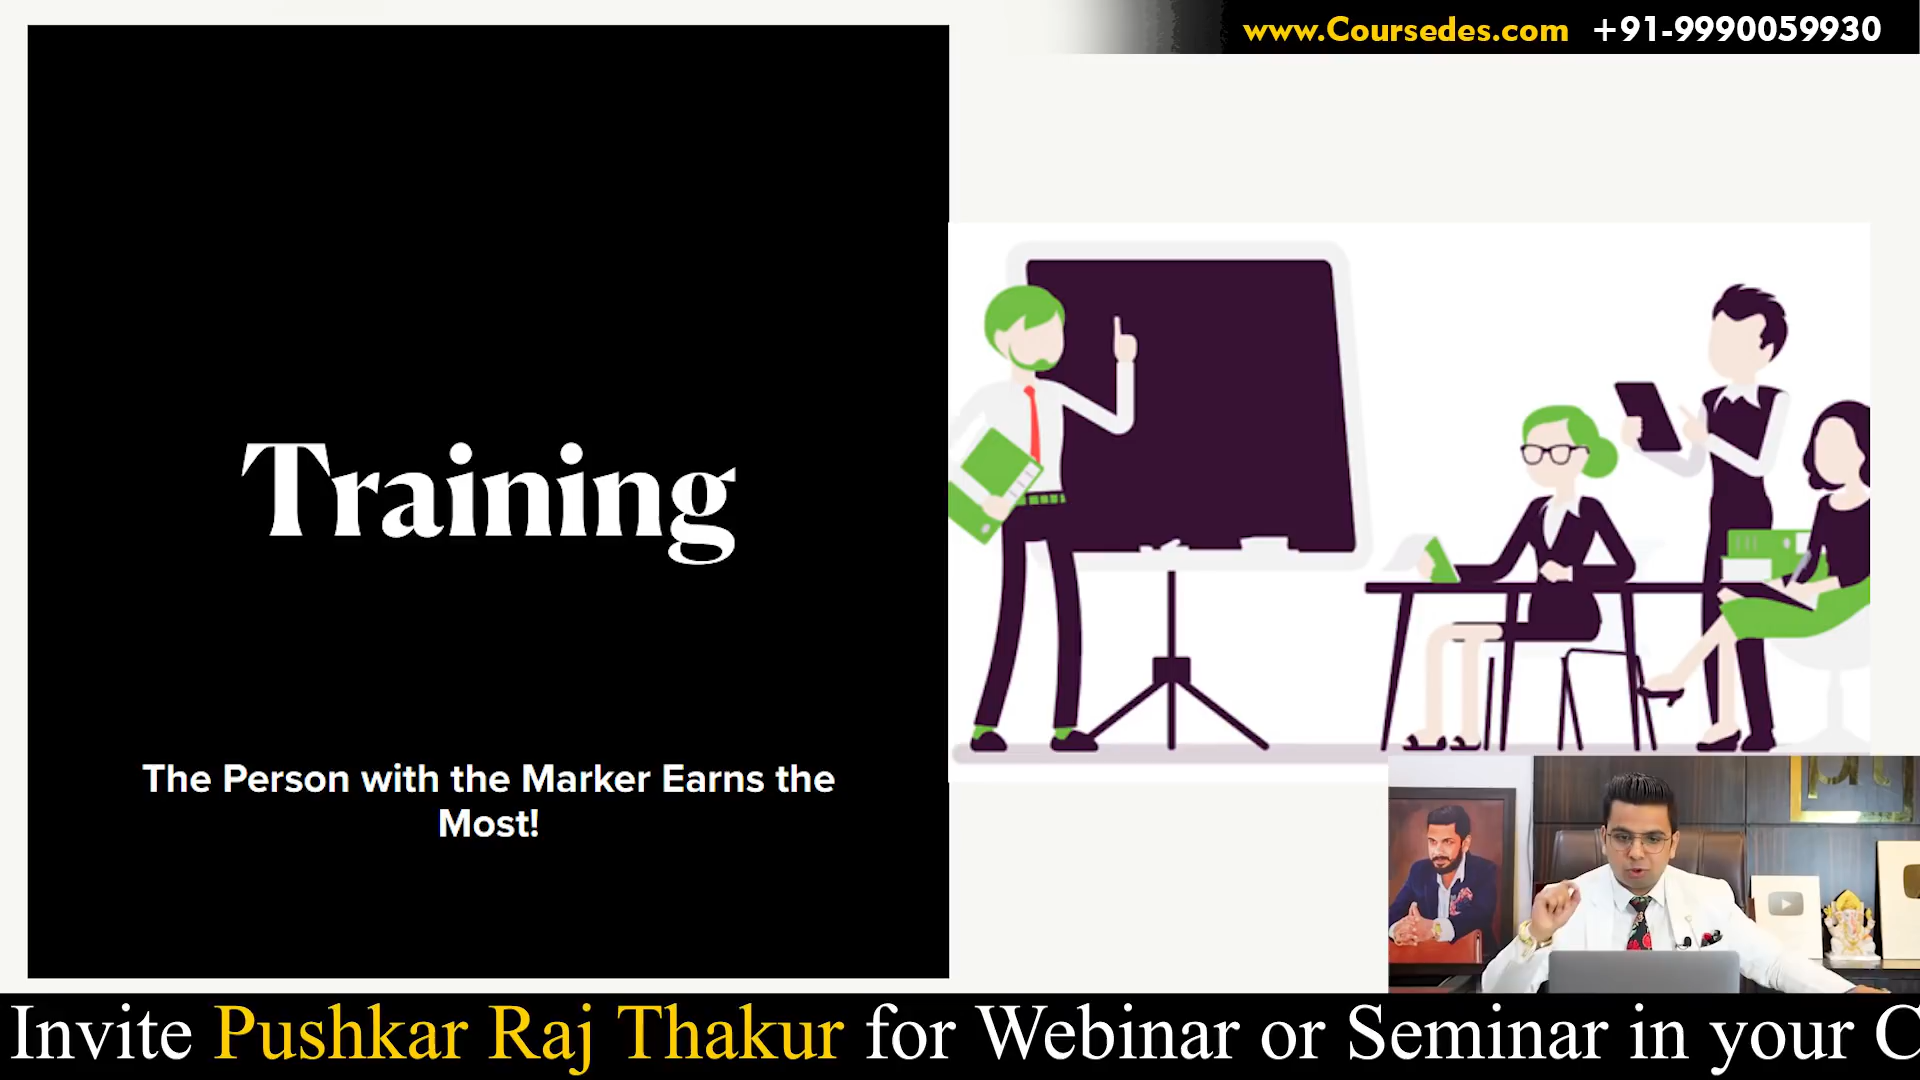 www.Coursedes.com +91-9990059930
Training
The Person with the Marker Earns the
Most!
Invite Pushkar Raj Thakur for Webinar or Seminar in your